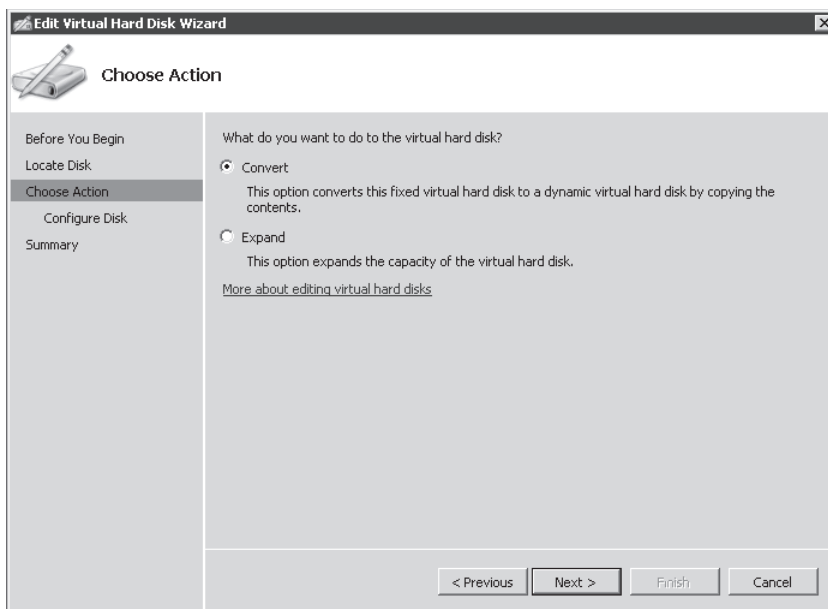 Edit Virtual Hard Disk Wizard
Choose Action
Before You Begin
Locate Disk
Choose Action
Configure Disk
Summary
What do you want to do to the virtual hard disk?
Convert
This option converts this fixed virtual hard disk to a dynamic virtual hard disk by copying the
contents.
Expand
This option expands the capacity of the virtual hard disk.
More about editing virtual hard disks
< Previous
Next >
Finish
Cancel